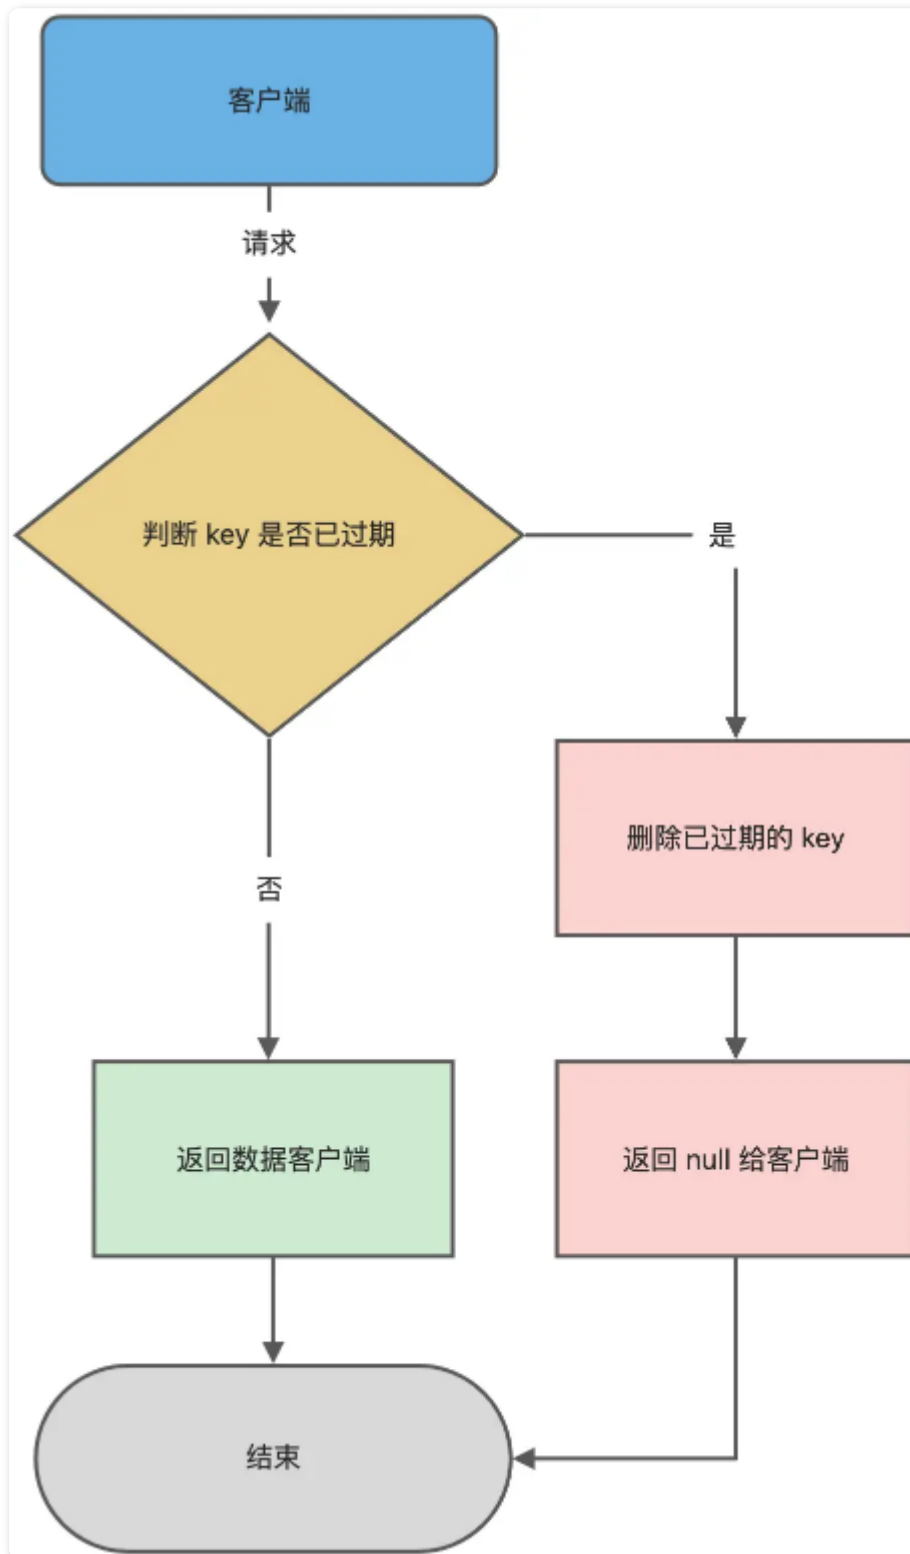 客户端
请求
判断 key 是否已过期
是
删除已过期的 key
否
返回数据客户端
返回 null 给客户端
结束